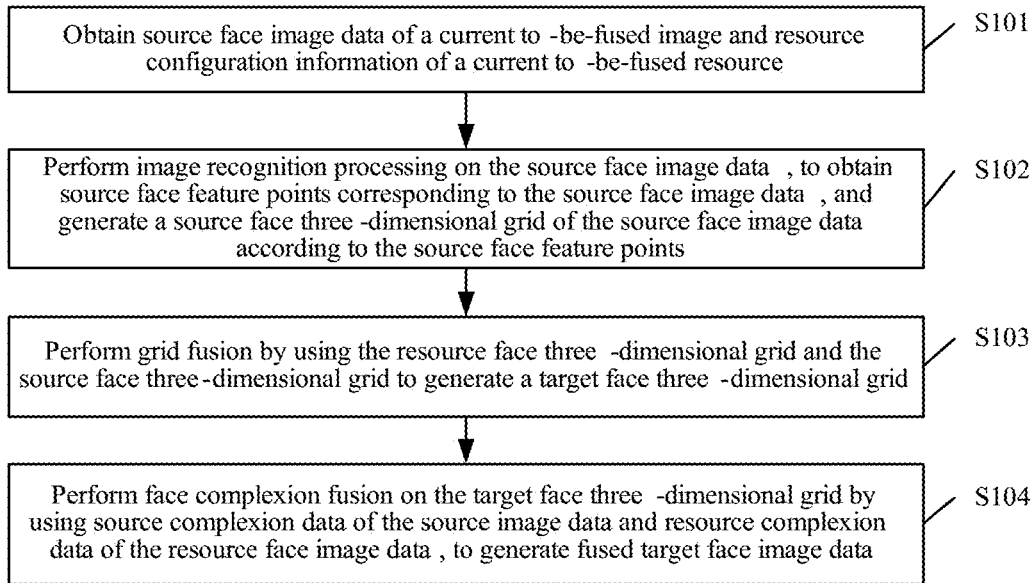 Obtain source face image data of a current to -be-fused image and resource
configuration information of a current to -be-fused resource
S101
Perform image recognition processing on the source face image data , to obtain
source face feature points corresponding to the source face image data , and
generate a source face three -dimensional grid of the source face image data
according to the source face feature points
S102
Perform grid fusion by using the resource face three -dimensional grid and the
source face three-dimensional grid to generate a target face three -dimensional grid
S103
Perform face complexion fusion on the target face three -dimensional grid by
using source complexion data of the source image data and resource complexion
data of the resource face image data , to generate fused target face image data
S104